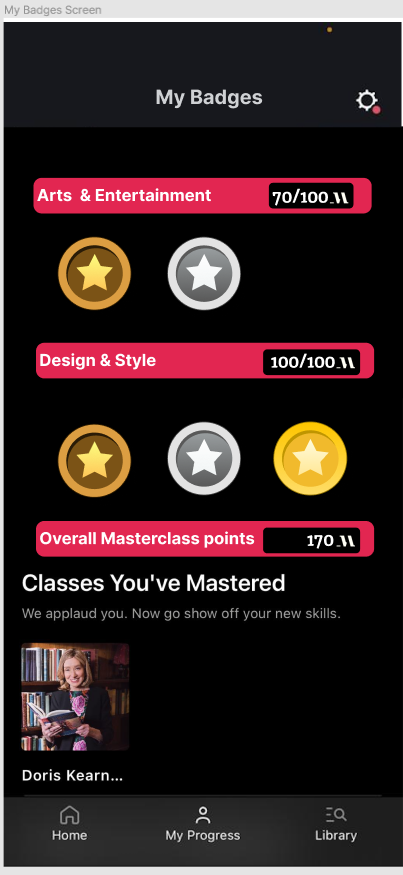 My Badges Screen
My Badges
Arts & Entertainment 70/100
Design & Style 100/100
Overall Masterclass points 170
Classes You've Mastered
We applaud you. Now go show off your new skills.
Doris Kearn...
Home My Progress Library